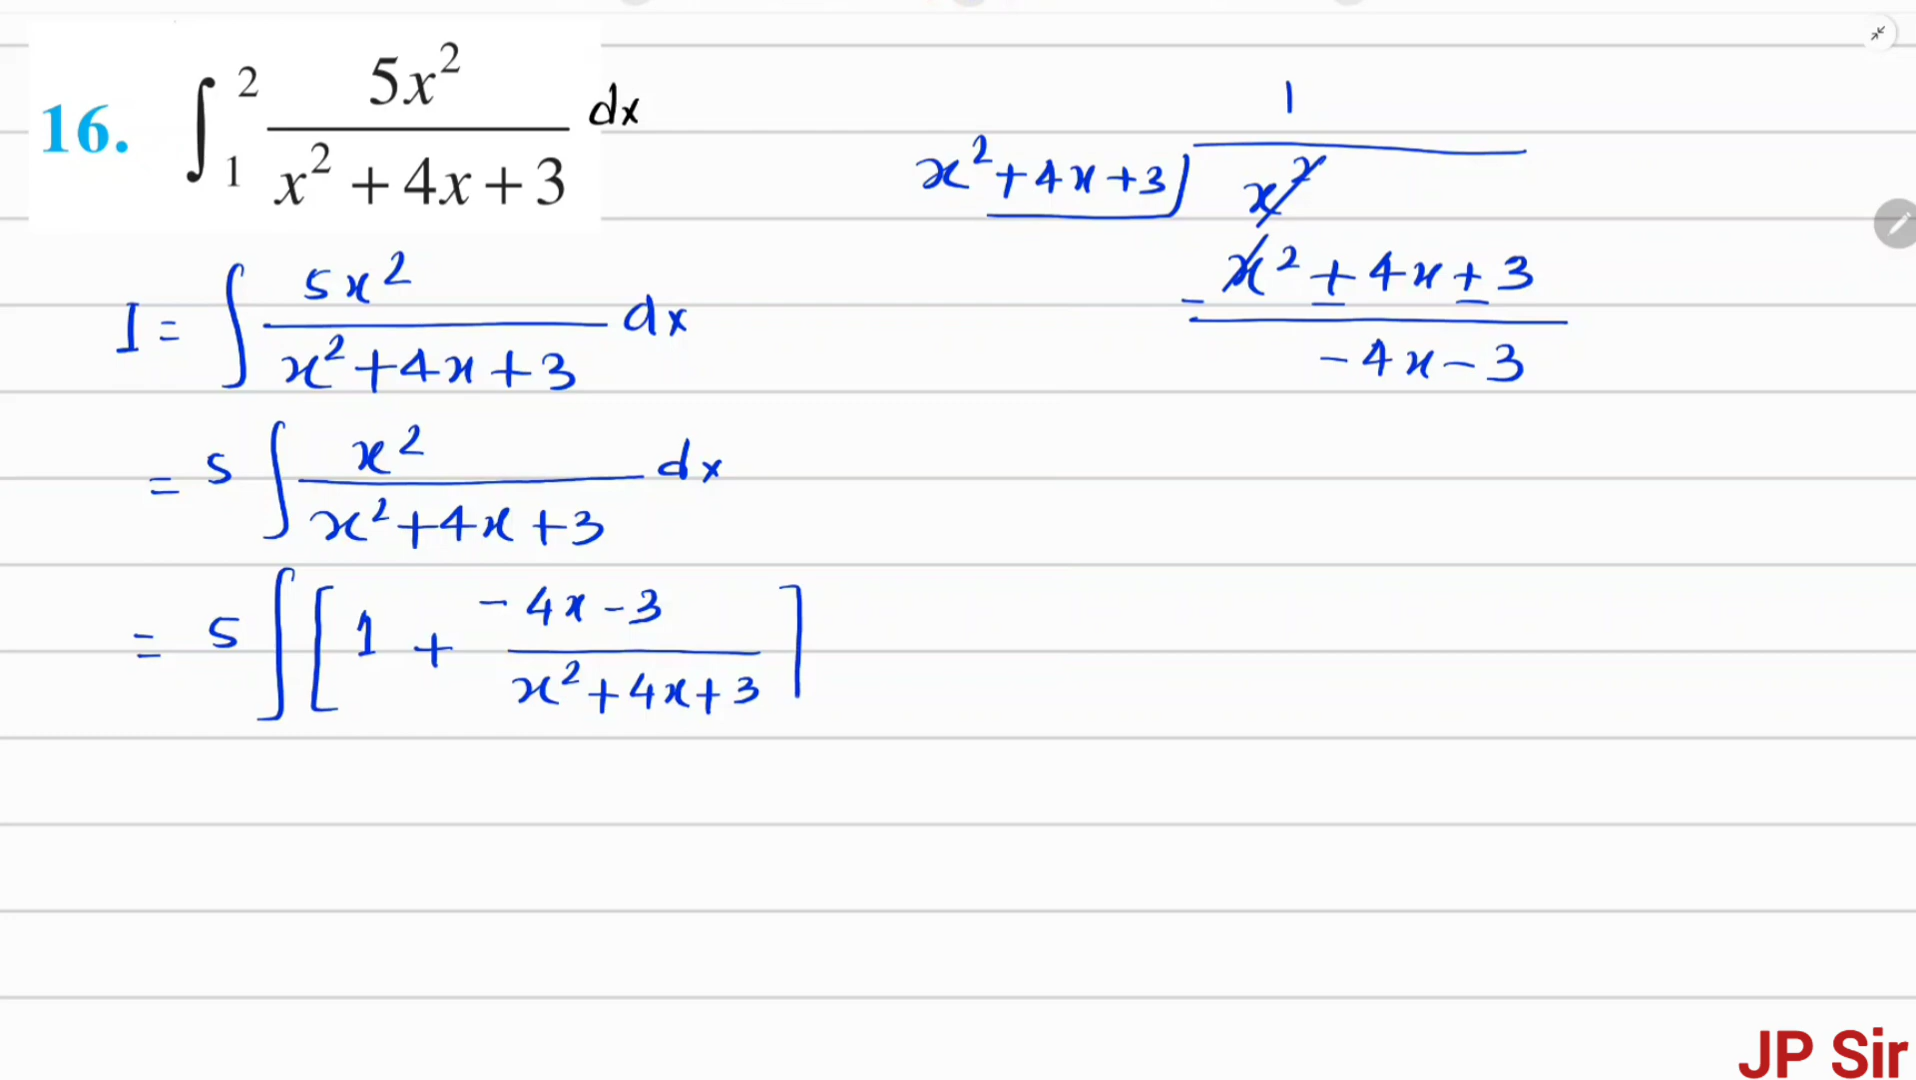 16. ∫₁² 5x² / (x² + 4x + 3) dx
I = ∫ 5x² / (x² + 4x + 3) dx
= 5 ∫ x² / (x² + 4x + 3) dx
= 5 ∫ [ 1 + (-4x - 3) / (x² + 4x + 3) ]
1
x² + 4x + 3 ) x²
- x² + 4x + 3
- -
- 4x - 3
JP Sir